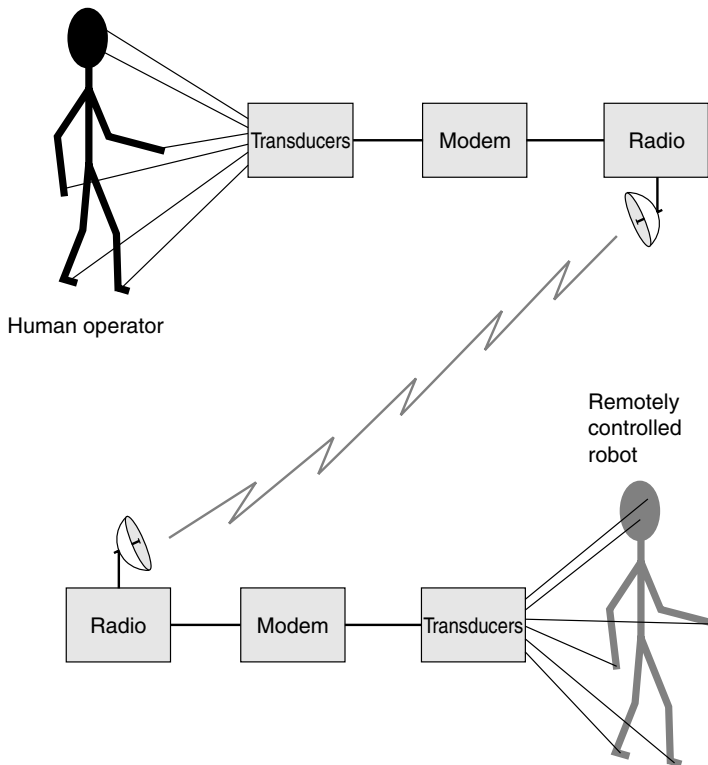 Transducers
Modem
Radio
Human operator
Remotely
controlled
robot
Radio
Modem
Transducers